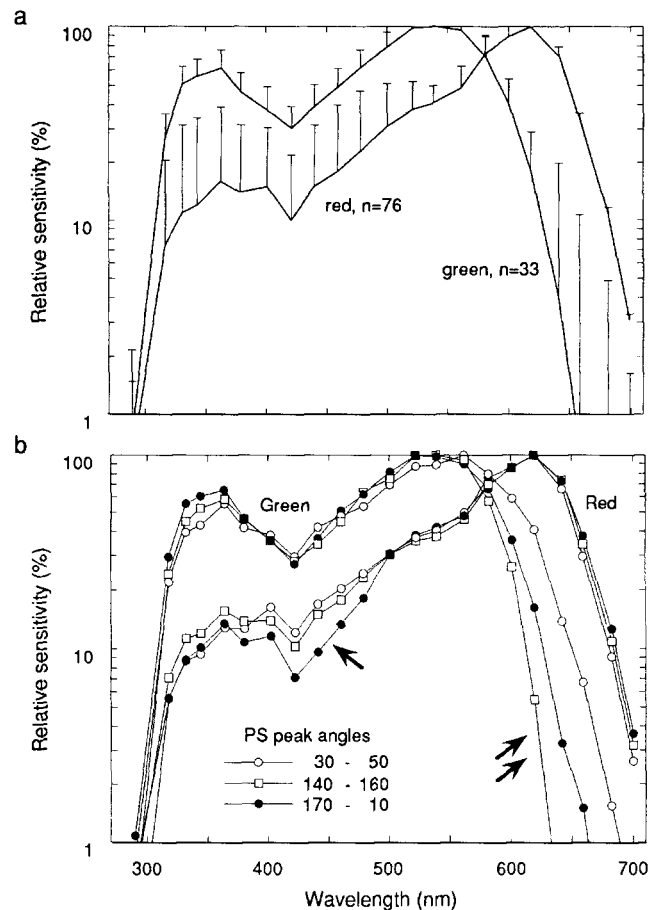 a
100
10
1
Relative sensitivity (%)
red, n=76
green, n=33
b
100
10
1
Relative sensitivity (%)
Green
Red
PS peak angles
30 - 50
140 - 160
170 - 10
300 400 500 600 700
Wavelength (nm)